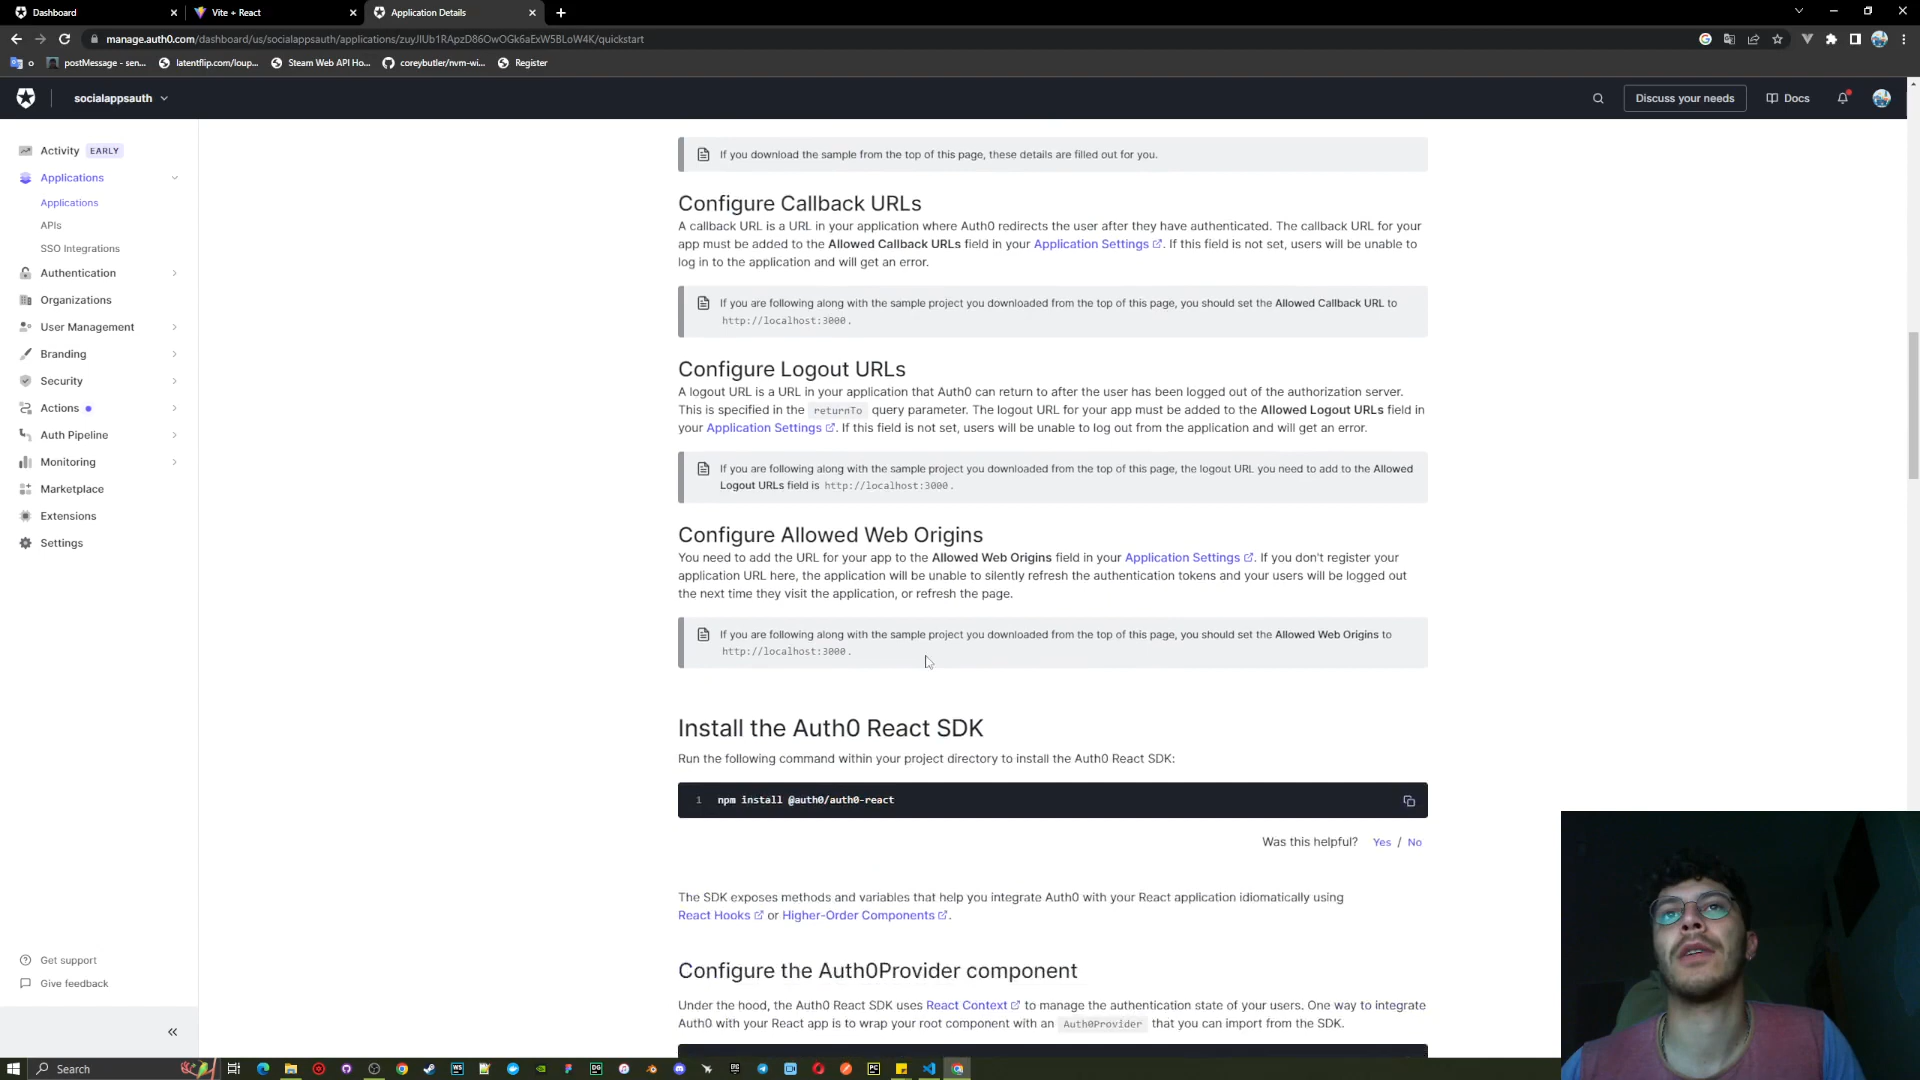 Dashboard
Vite + React
Application Details
manage.auth0.com/dashboard/us/socialappsauth/applications/zuyJIUb1RApzD86OwOGk6aExW5BLoW4K/quickstart
o
postMessage - sen...
latentflip.com/loup...
Steam Web API Ho...
coreybutler/nvm-wi...
Register
socialappsauth
Discuss your needs
Docs
Activity EARLY
Applications
Applications
APIs
SSO Integrations
Authentication
Organizations
User Management
Branding
Security
Actions
Auth Pipeline
Monitoring
Marketplace
Extensions
Settings
Get support
Give feedback
If you download the sample from the top of this page, these details are filled out for you.
Configure Callback URLs
A callback URL is a URL in your application where Auth0 redirects the user after they have authenticated. The callback URL for your
app must be added to the Allowed Callback URLs field in your Application Settings. If this field is not set, users will be unable to
log in to the application and will get an error.
If you are following along with the sample project you downloaded from the top of this page, you should set the Allowed Callback URL to
http://localhost:3000.
Configure Logout URLs
A logout URL is a URL in your application that Auth0 can return to after the user has been logged out of the authorization server.
This is specified in the returnTo query parameter. The logout URL for your app must be added to the Allowed Logout URLs field in
your Application Settings. If this field is not set, users will be unable to log out from the application and will get an error.
If you are following along with the sample project you downloaded from the top of this page, the logout URL you need to add to the Allowed
Logout URLs field is http://localhost:3000.
Configure Allowed Web Origins
You need to add the URL for your app to the Allowed Web Origins field in your Application Settings. If you don't register your
application URL here, the application will be unable to silently refresh the authentication tokens and your users will be logged out
the next time they visit the application, or refresh the page.
If you are following along with the sample project you downloaded from the top of this page, you should set the Allowed Web Origins to
http://localhost:3000.
Install the Auth0 React SDK
Run the following command within your project directory to install the Auth0 React SDK:
1 npm install @auth0/auth0-react
Was this helpful? Yes / No
The SDK exposes methods and variables that help you integrate Auth0 with your React application idiomatically using
React Hooks or Higher-Order Components.
Configure the Auth0Provider component
Under the hood, the Auth0 React SDK uses React Context to manage the authentication state of your users. One way to integrate
Auth0 with your React app is to wrap your root component with an Auth0Provider that you can import from the SDK.
Search